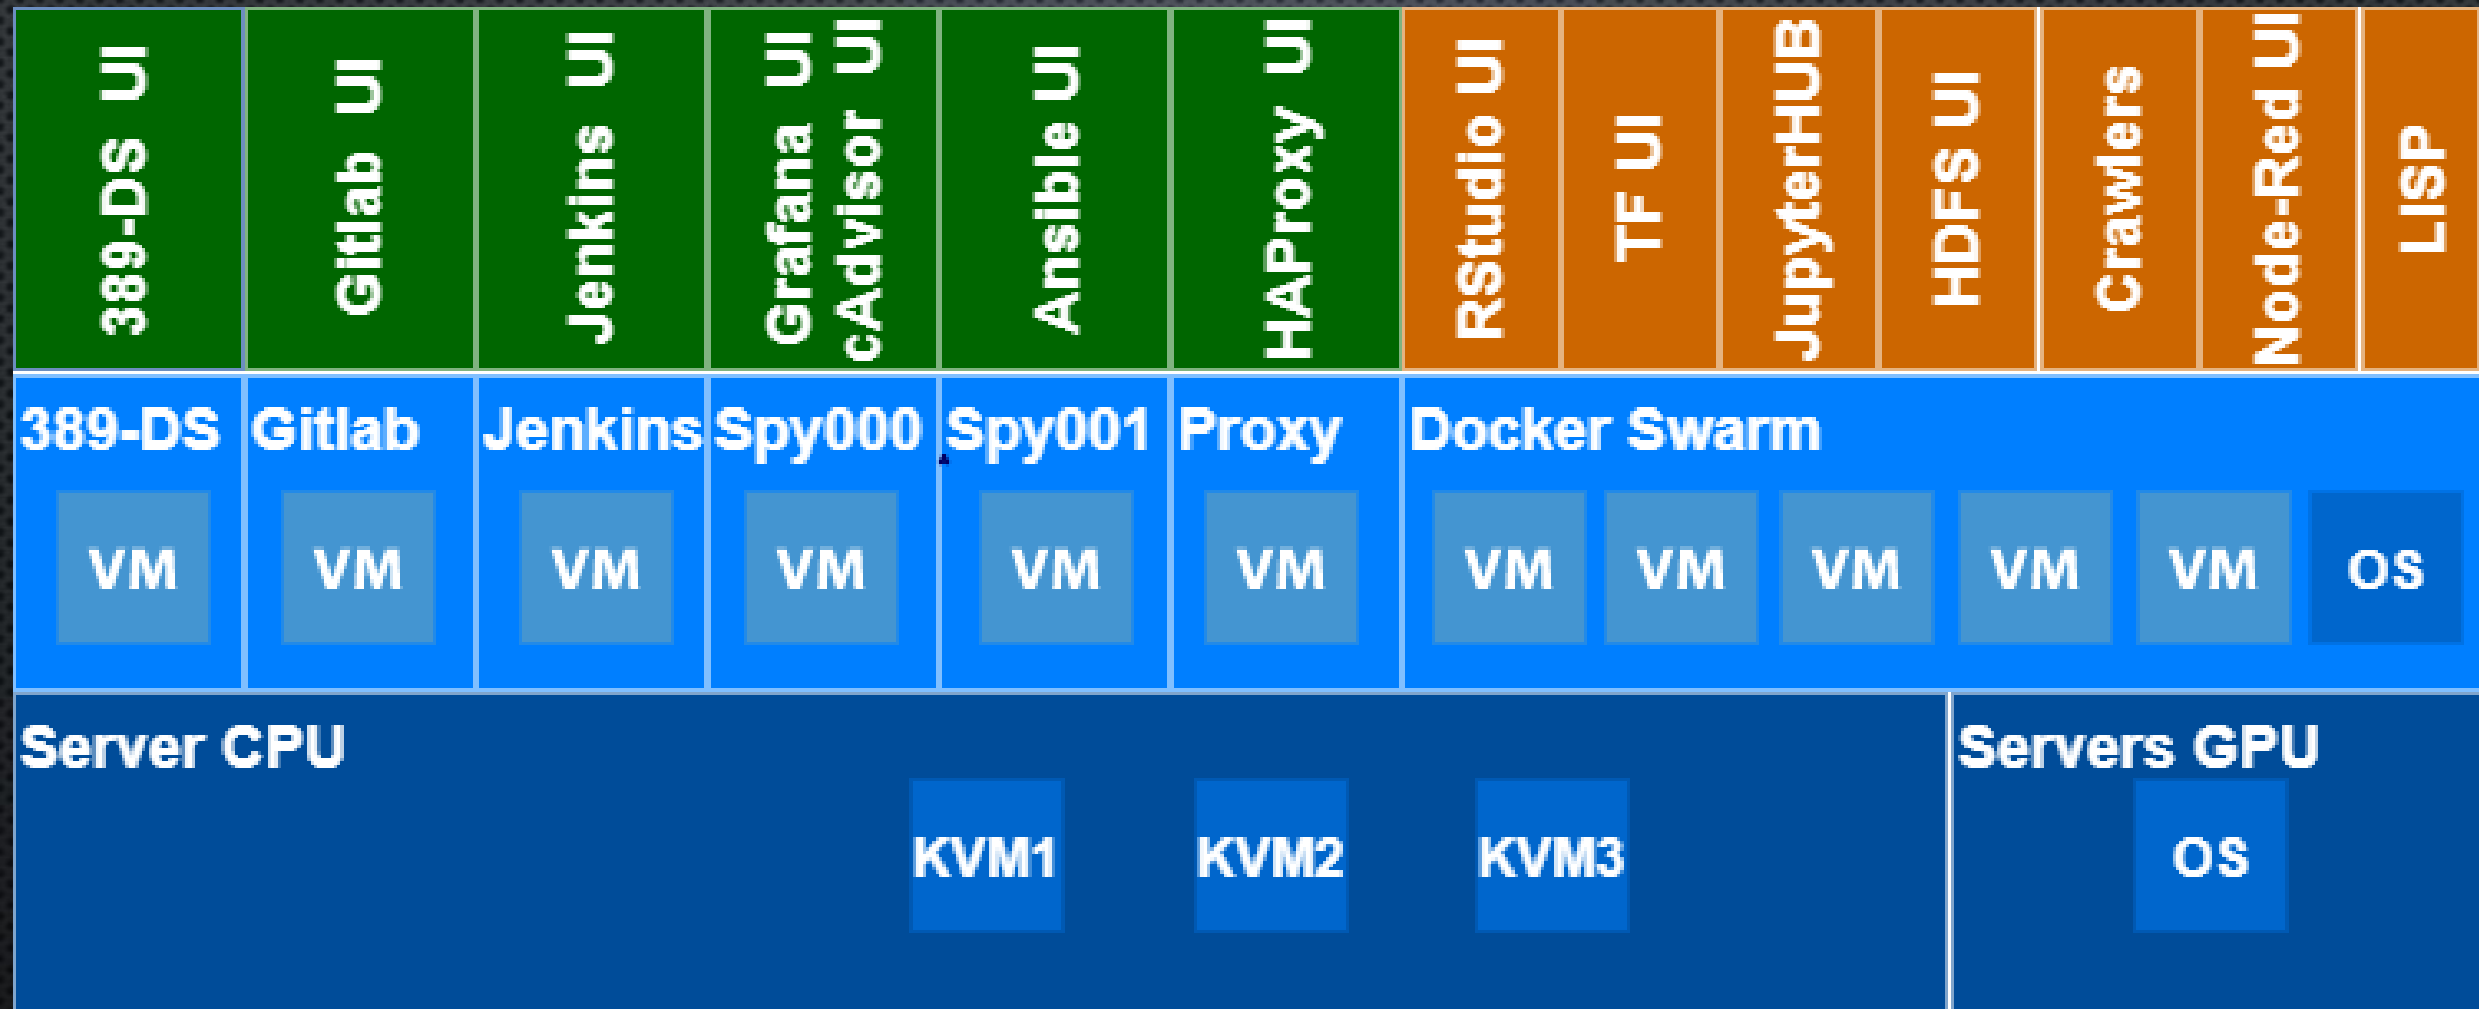 389-DS UI
Gitlab UI
Jenkins UI
Grafana UI
cAdvisor UI
Ansible UI
HAProxy UI
RStudio UI
TF UI
JupyterHUB
HDFS UI
Crawlers
Node-Red UI
LISP
389-DS
Gitlab
Jenkins
Spy000
Spy001
Proxy
Docker Swarm
VM
VM
VM
VM
VM
VM
VM
VM
VM
VM
VM
OS
Server CPU
Servers GPU
KVM1
KVM2
KVM3
OS